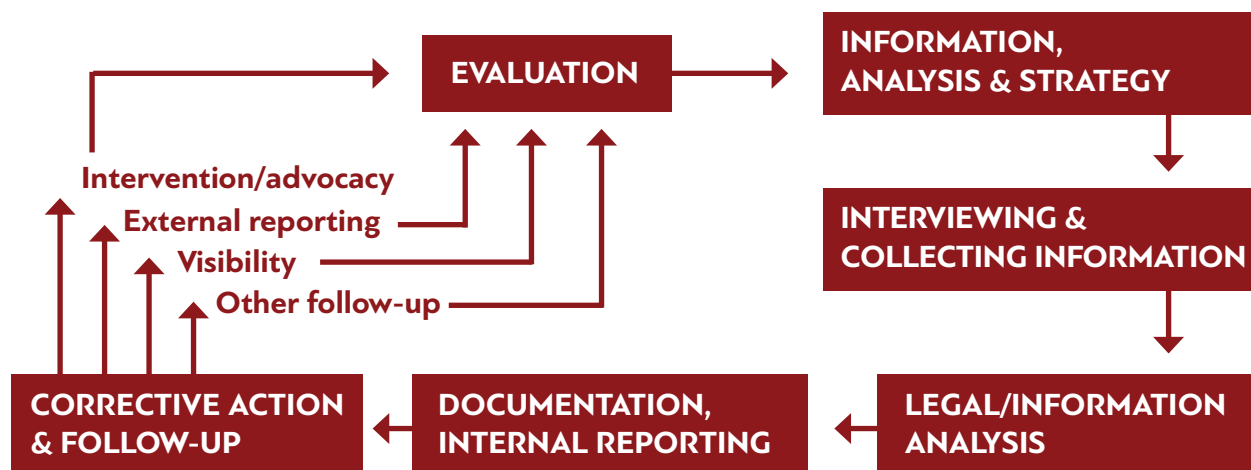 EVALUATION
INFORMATION,
ANALYSIS & STRATEGY
Intervention/advocacy
External reporting
Visibility
Other follow-up
INTERVIEWING &
COLLECTING INFORMATION
CORRECTIVE ACTION
& FOLLOW-UP
DOCUMENTATION,
INTERNAL REPORTING
LEGAL/INFORMATION
ANALYSIS